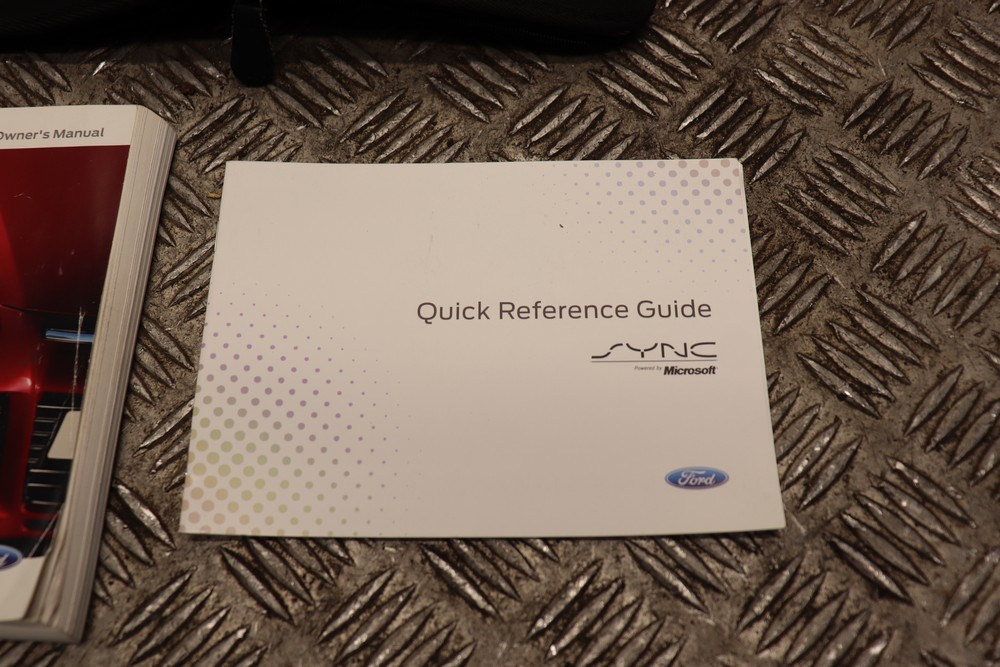 Owner's Manual
Quick Reference Guide
SYNC
Powered by Microsoft
Ford